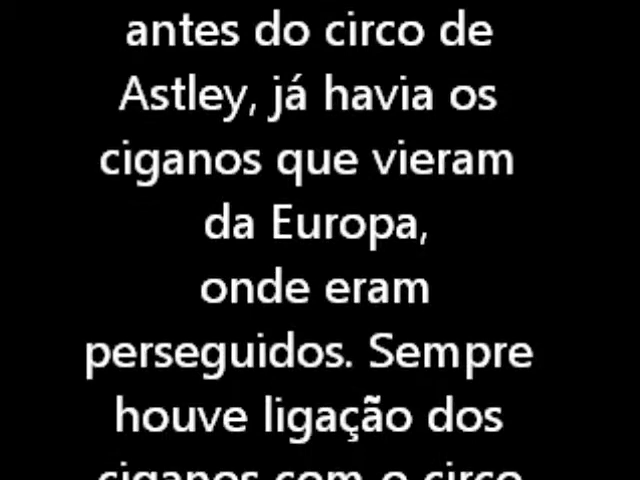 antes do circo de
Astley, já havia os
ciganos que vieram
da Europa,
onde eram
perseguidos. Sempre
houve ligação dos
ciganos com o circo